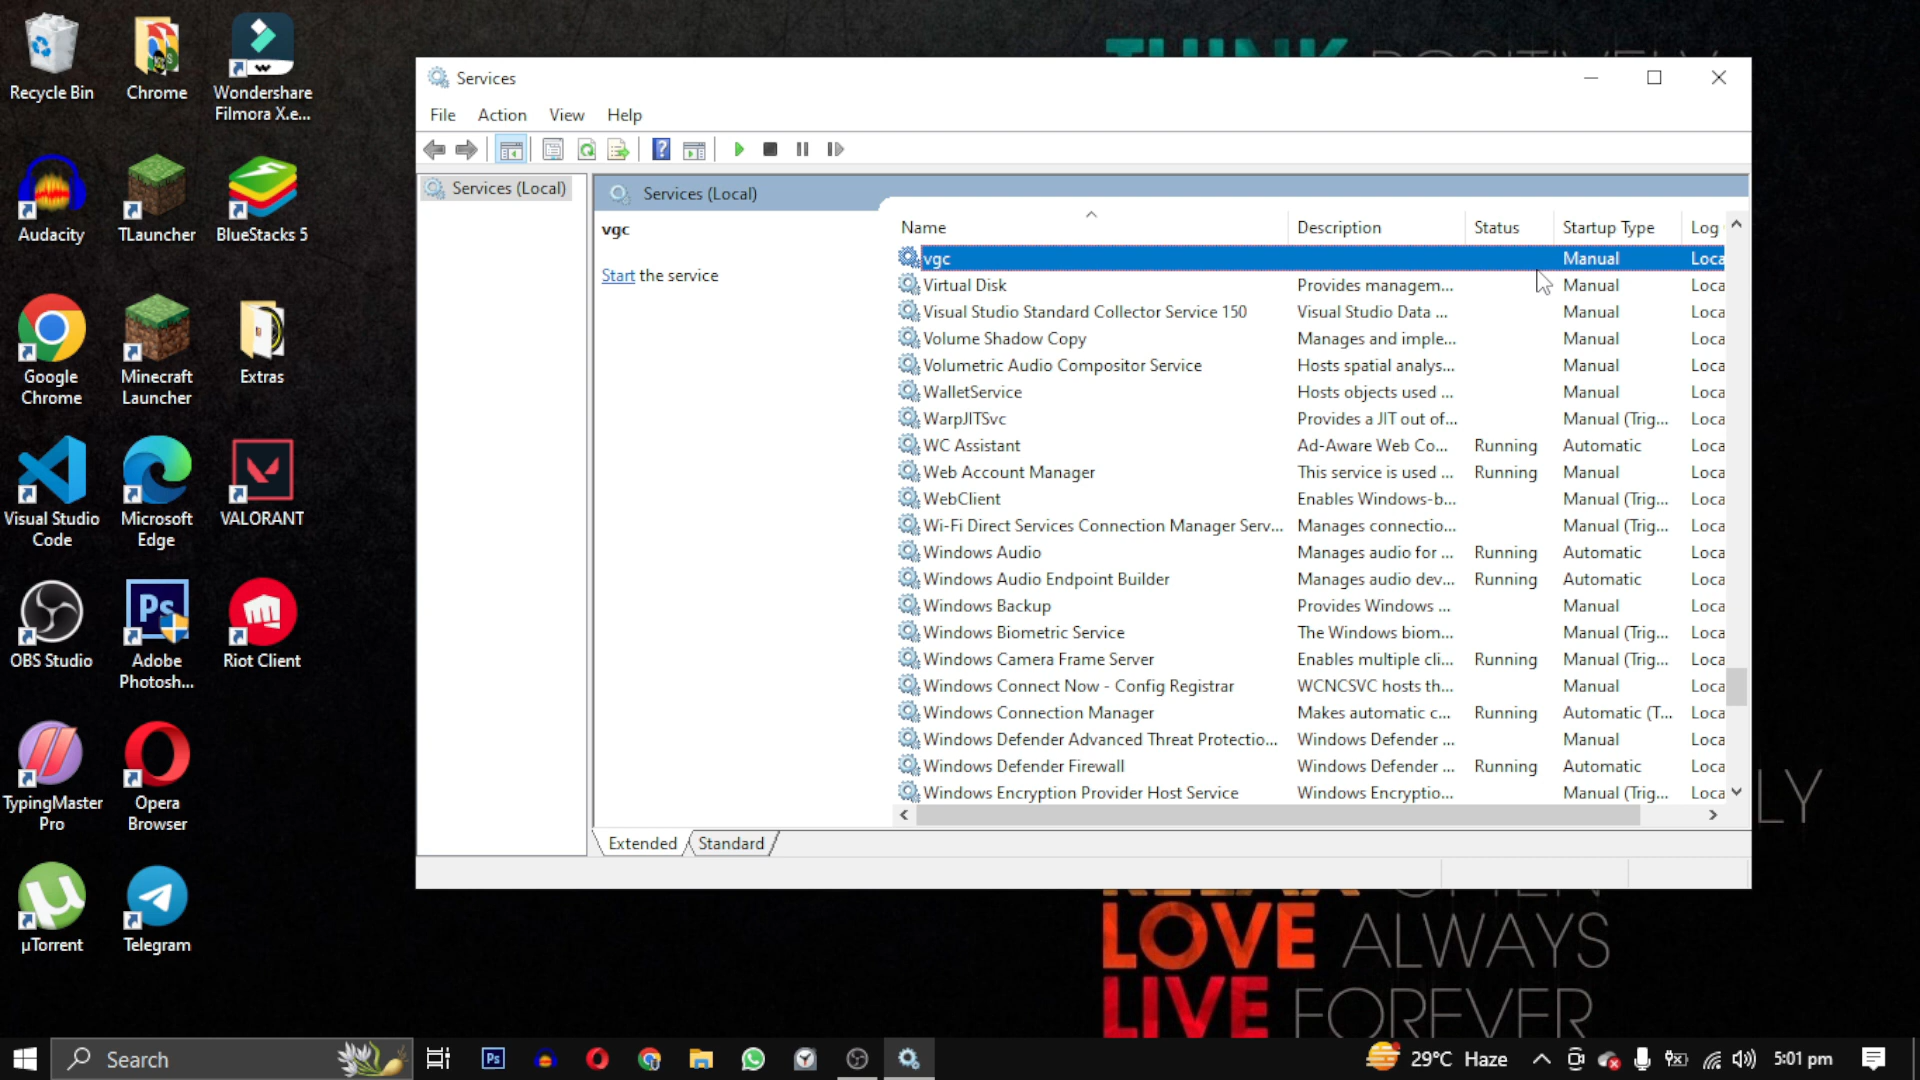 Recycle Bin
Chrome
Wondershare
Filmora X.e...
Audacity
TLauncher
BlueStacks 5
Google
Chrome
Minecraft
Launcher
Extras
Visual Studio
Code
Microsoft
Edge
VALORANT
OBS Studio
Ps
Adobe
Photosh...
Riot Client
TypingMaster
Pro
Opera
Browser
µTorrent
Telegram
THINK POSITIVELY
Services
File Action View Help
Services (Local)
Services (Local)
vgc
Start the service
Name Description Status Startup Type Log
vgc Manual Loca
Virtual Disk Provides managem... Manual Loca
Visual Studio Standard Collector Service 150 Visual Studio Data ... Manual Loca
Volume Shadow Copy Manages and imple... Manual Loca
Volumetric Audio Compositor Service Hosts spatial analys... Manual Loca
WalletService Hosts objects used ... Manual Loca
WarpJITSvc Provides a JIT out of... Manual (Trig... Loca
WC Assistant Ad-Aware Web Co... Running Automatic Loca
Web Account Manager This service is used ... Running Manual Loca
WebClient Enables Windows-b... Manual (Trig... Loca
Wi-Fi Direct Services Connection Manager Serv... Manages connectio... Manual (Trig... Loca
Windows Audio Manages audio for ... Running Automatic Loca
Windows Audio Endpoint Builder Manages audio dev... Running Automatic Loca
Windows Backup Provides Windows ... Manual Loca
Windows Biometric Service The Windows biom... Manual (Trig... Loca
Windows Camera Frame Server Enables multiple cli... Running Manual (Trig... Loca
Windows Connect Now - Config Registrar WCNCSVC hosts th... Manual Loca
Windows Connection Manager Makes automatic c... Running Automatic (T... Loca
Windows Defender Advanced Threat Protectio... Windows Defender ... Manual Loca
Windows Defender Firewall Windows Defender ... Running Automatic Loca
Windows Encryption Provider Host Service Windows Encryptio... Manual (Trig... Loca
Extended Standard
LY
LOVE ALWAYS
LIVE FOREVER
Search
Ps
29°C Haze
5:01 pm